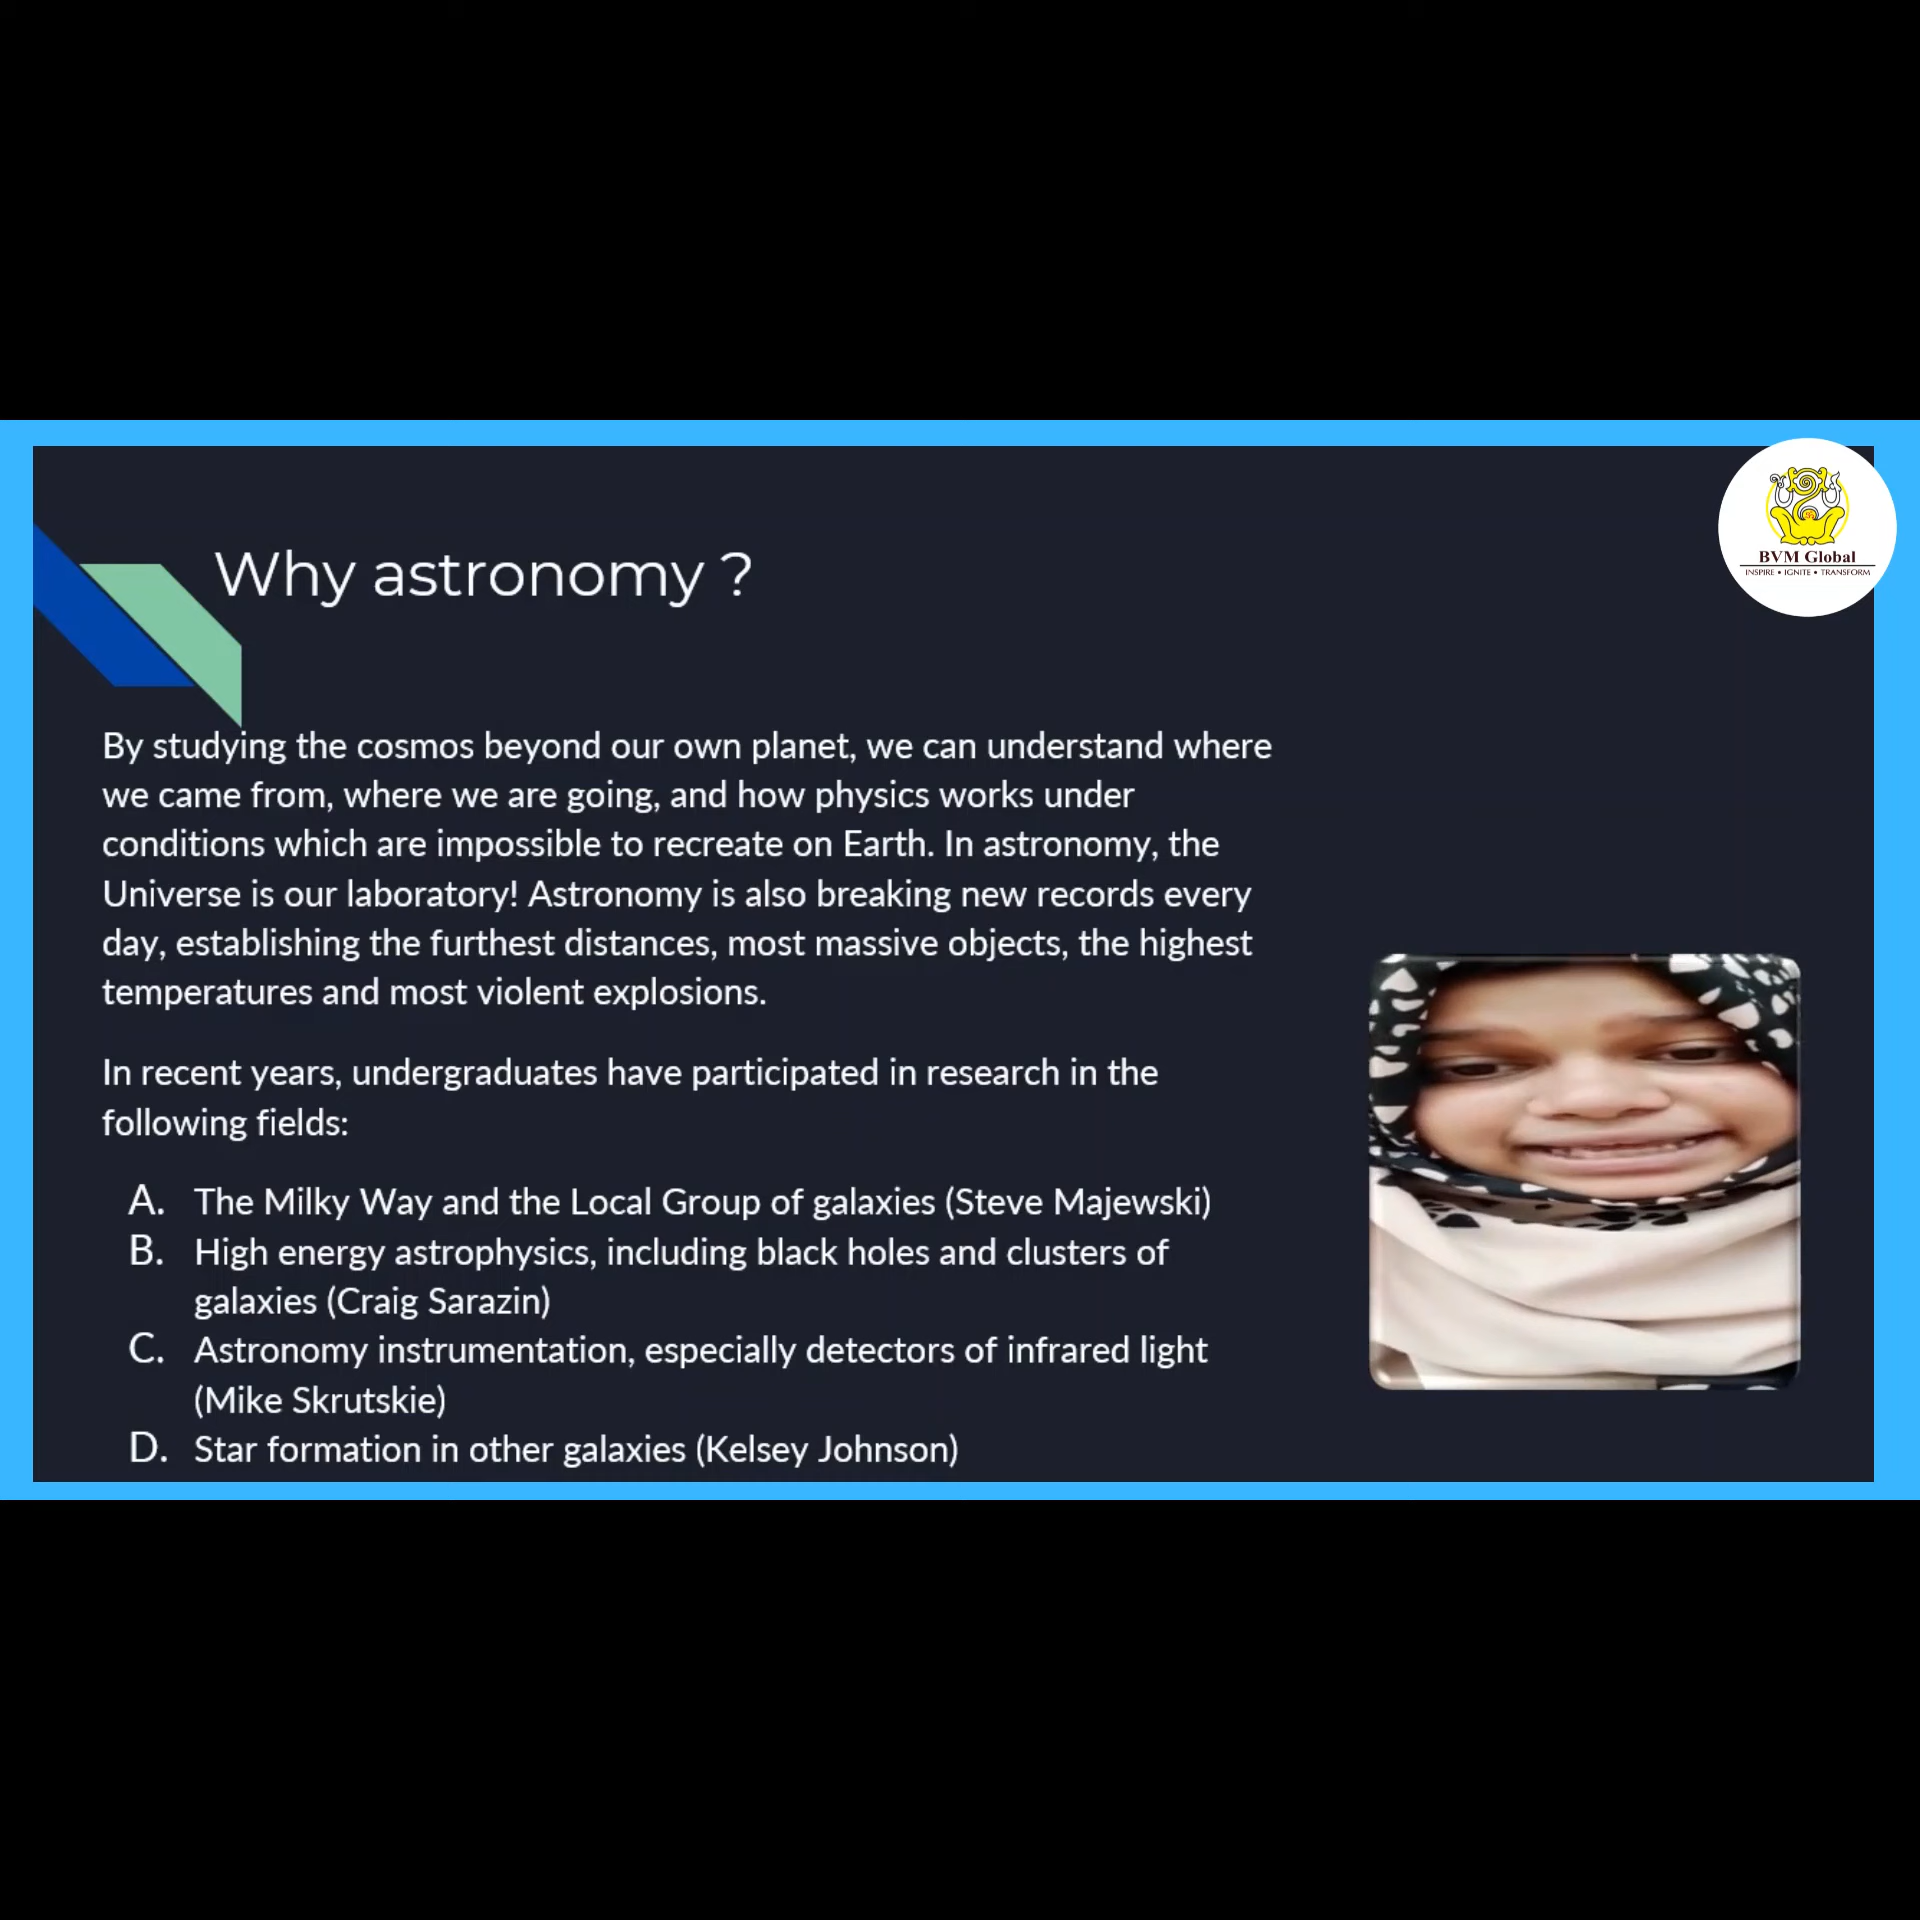 BVM Global
INSPIRE • IGNITE • TRANSFORM
Why astronomy ?
By studying the cosmos beyond our own planet, we can understand where
we came from, where we are going, and how physics works under
conditions which are impossible to recreate on Earth. In astronomy, the
Universe is our laboratory! Astronomy is also breaking new records every
day, establishing the furthest distances, most massive objects, the highest
temperatures and most violent explosions.
In recent years, undergraduates have participated in research in the
following fields:
A. The Milky Way and the Local Group of galaxies (Steve Majewski)
B. High energy astrophysics, including black holes and clusters of
galaxies (Craig Sarazin)
C. Astronomy instrumentation, especially detectors of infrared light
(Mike Skrutskie)
D. Star formation in other galaxies (Kelsey Johnson)